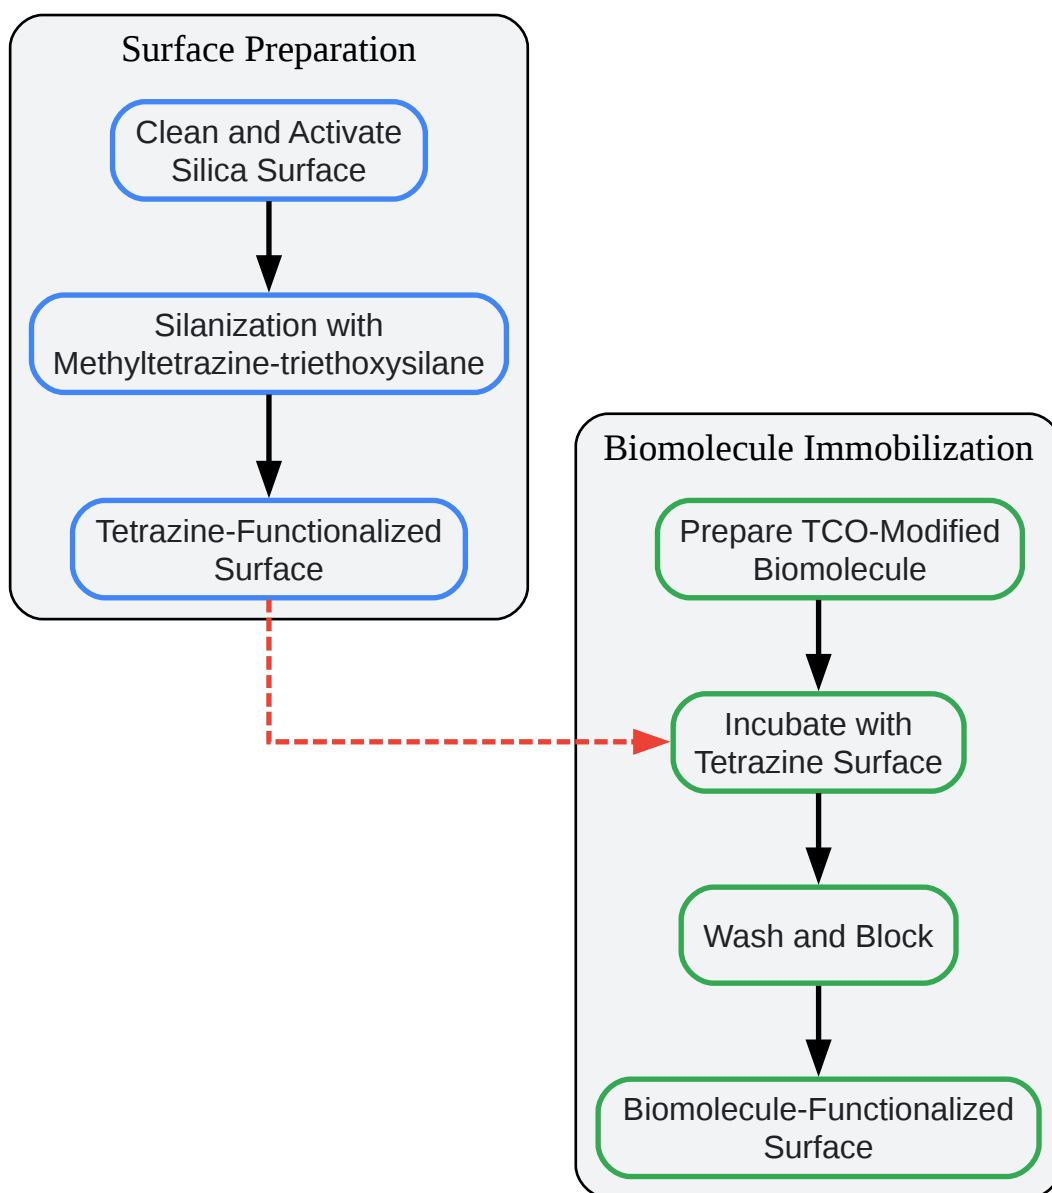 Surface Preparation
Clean and Activate
Silica Surface
Silanization with
Methyltetrazine-triethoxysilane
Tetrazine-Functionalized
Surface
Biomolecule Immobilization
Prepare TCO-Modified
Biomolecule
Incubate with
Tetrazine Surface
Wash and Block
Biomolecule-Functionalized
Surface